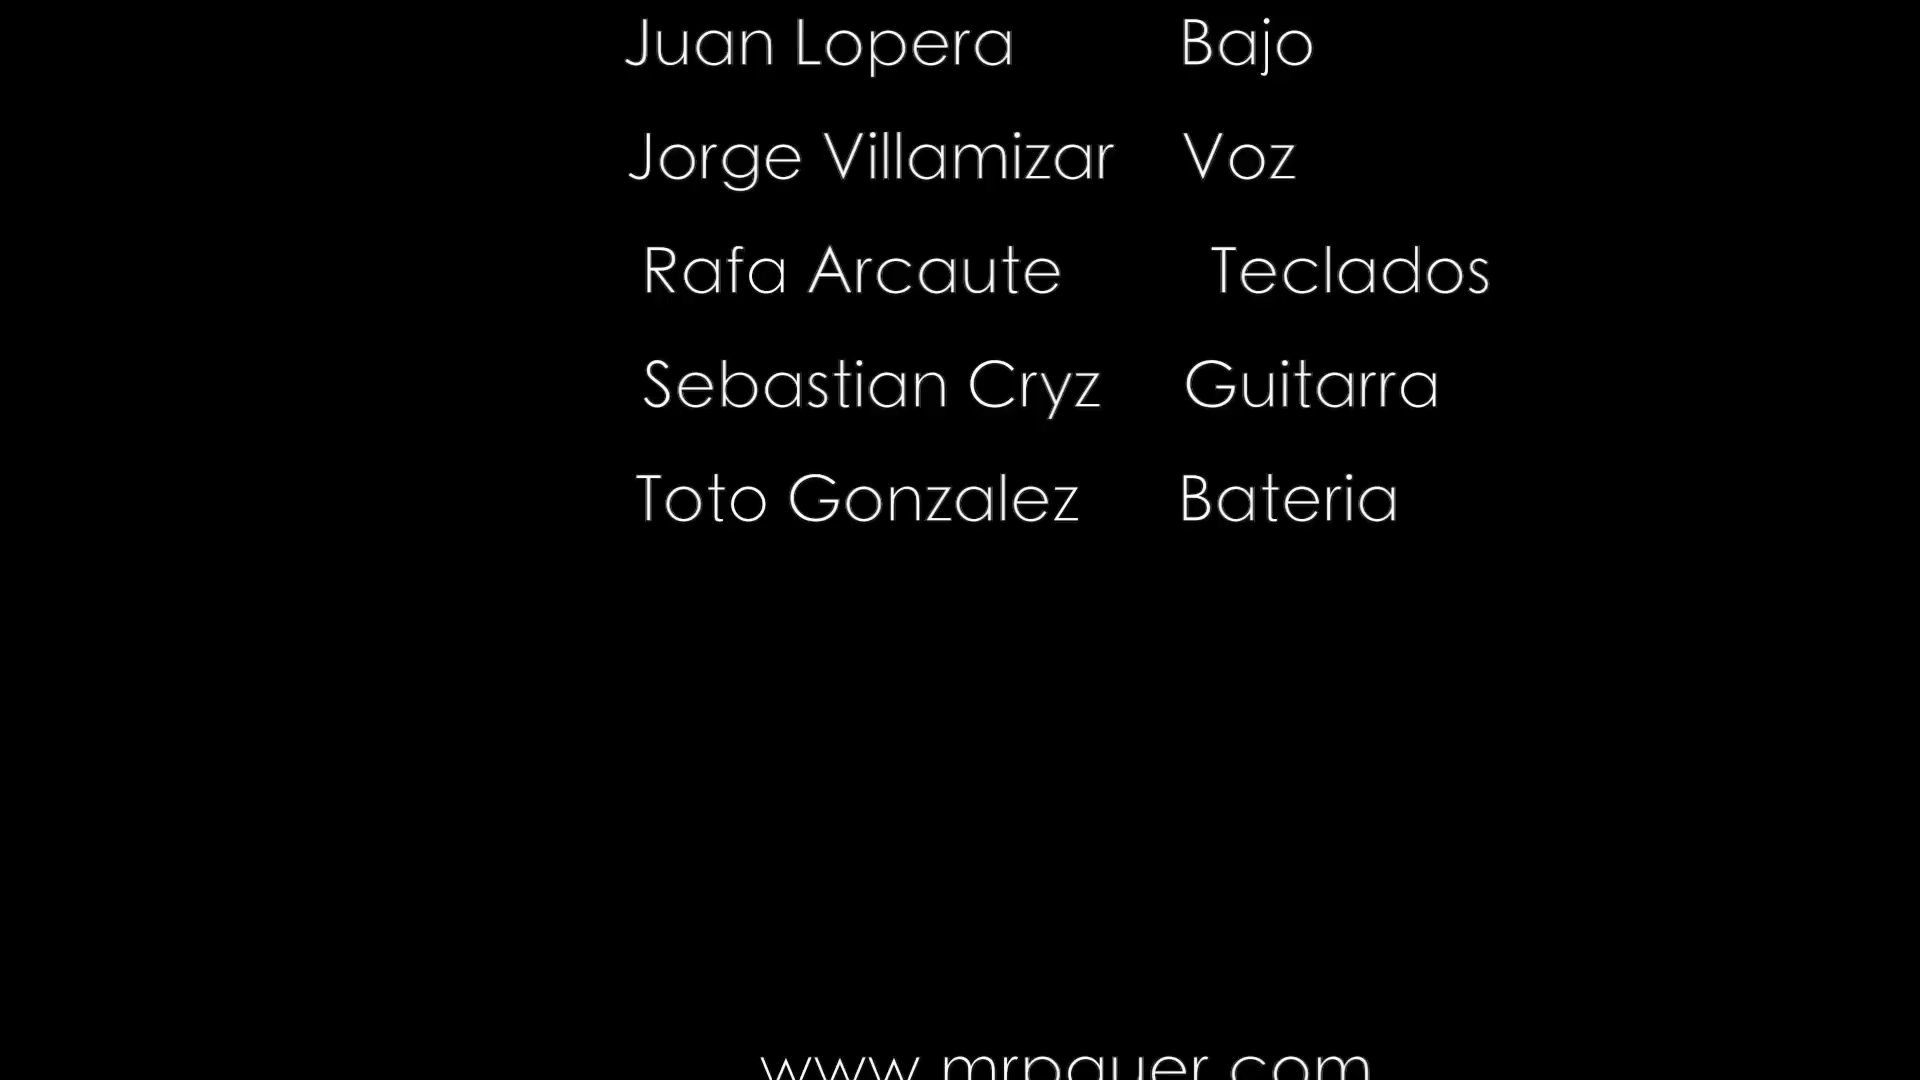 Juan Lopera Bajo
Jorge Villamizar Voz
Rafa Arcaute Teclados
Sebastian Cryz Guitarra
Toto Gonzalez Bateria
www.mrpauer.com